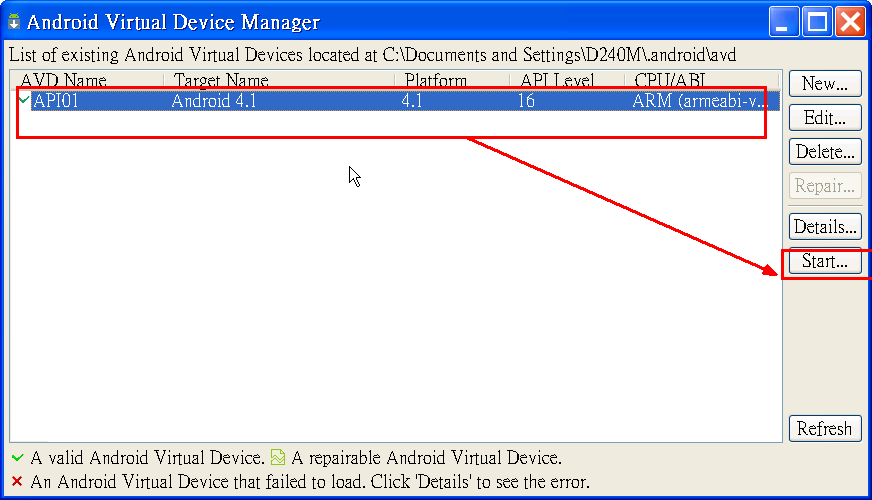 Android Virtual Device Manager
List of existing Android Virtual Devices located at C:\Documents and Settings\D240M\.android\avd
AVD Name Target Name Platform API Level CPU/ABI
API01 Android 4.1 4.1 16 ARM (armeabi-v...
New...
Edit...
Delete...
Repair...
Details...
Start...
Refresh
A valid Android Virtual Device. A repairable Android Virtual Device.
An Android Virtual Device that failed to load. Click 'Details' to see the error.